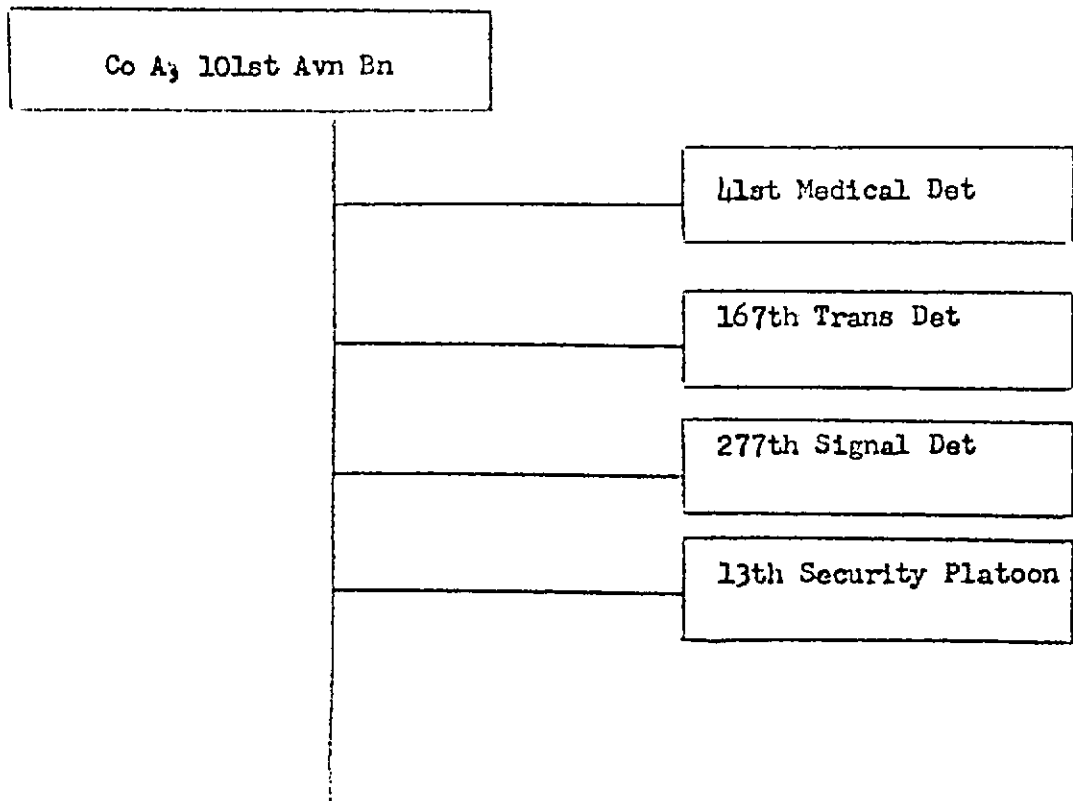 Co A, 101st Avn Bn
41st Medical Det
167th Trans Det
277th Signal Det
13th Security Platoon